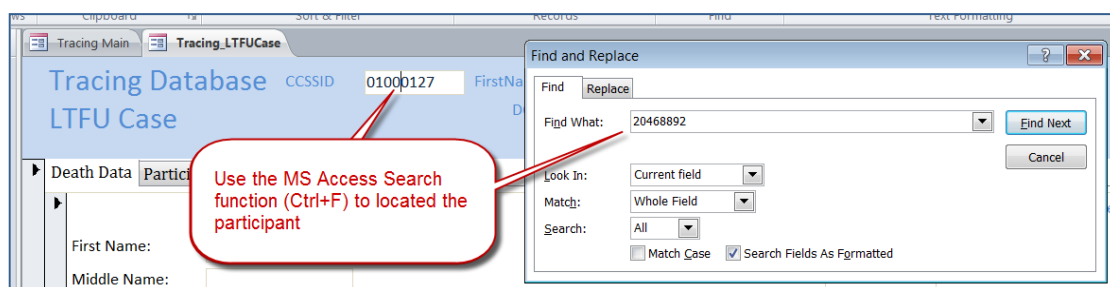 ws Clipboard Sort & Filter Records Find Text Formatting
Tracing Main Tracing_LTFUCase
Tracing Database CCSSID 01000127 FirstNa
LTFU Case D
Death Data Partici
First Name:
Middle Name:
Use the MS Access Search
function (Ctrl+F) to located the
participant
Find and Replace
Find Replace
Find What: 20468892 Find Next
Cancel
Look In: Current field
Match: Whole Field
Search: All
Match Case Search Fields As Formatted